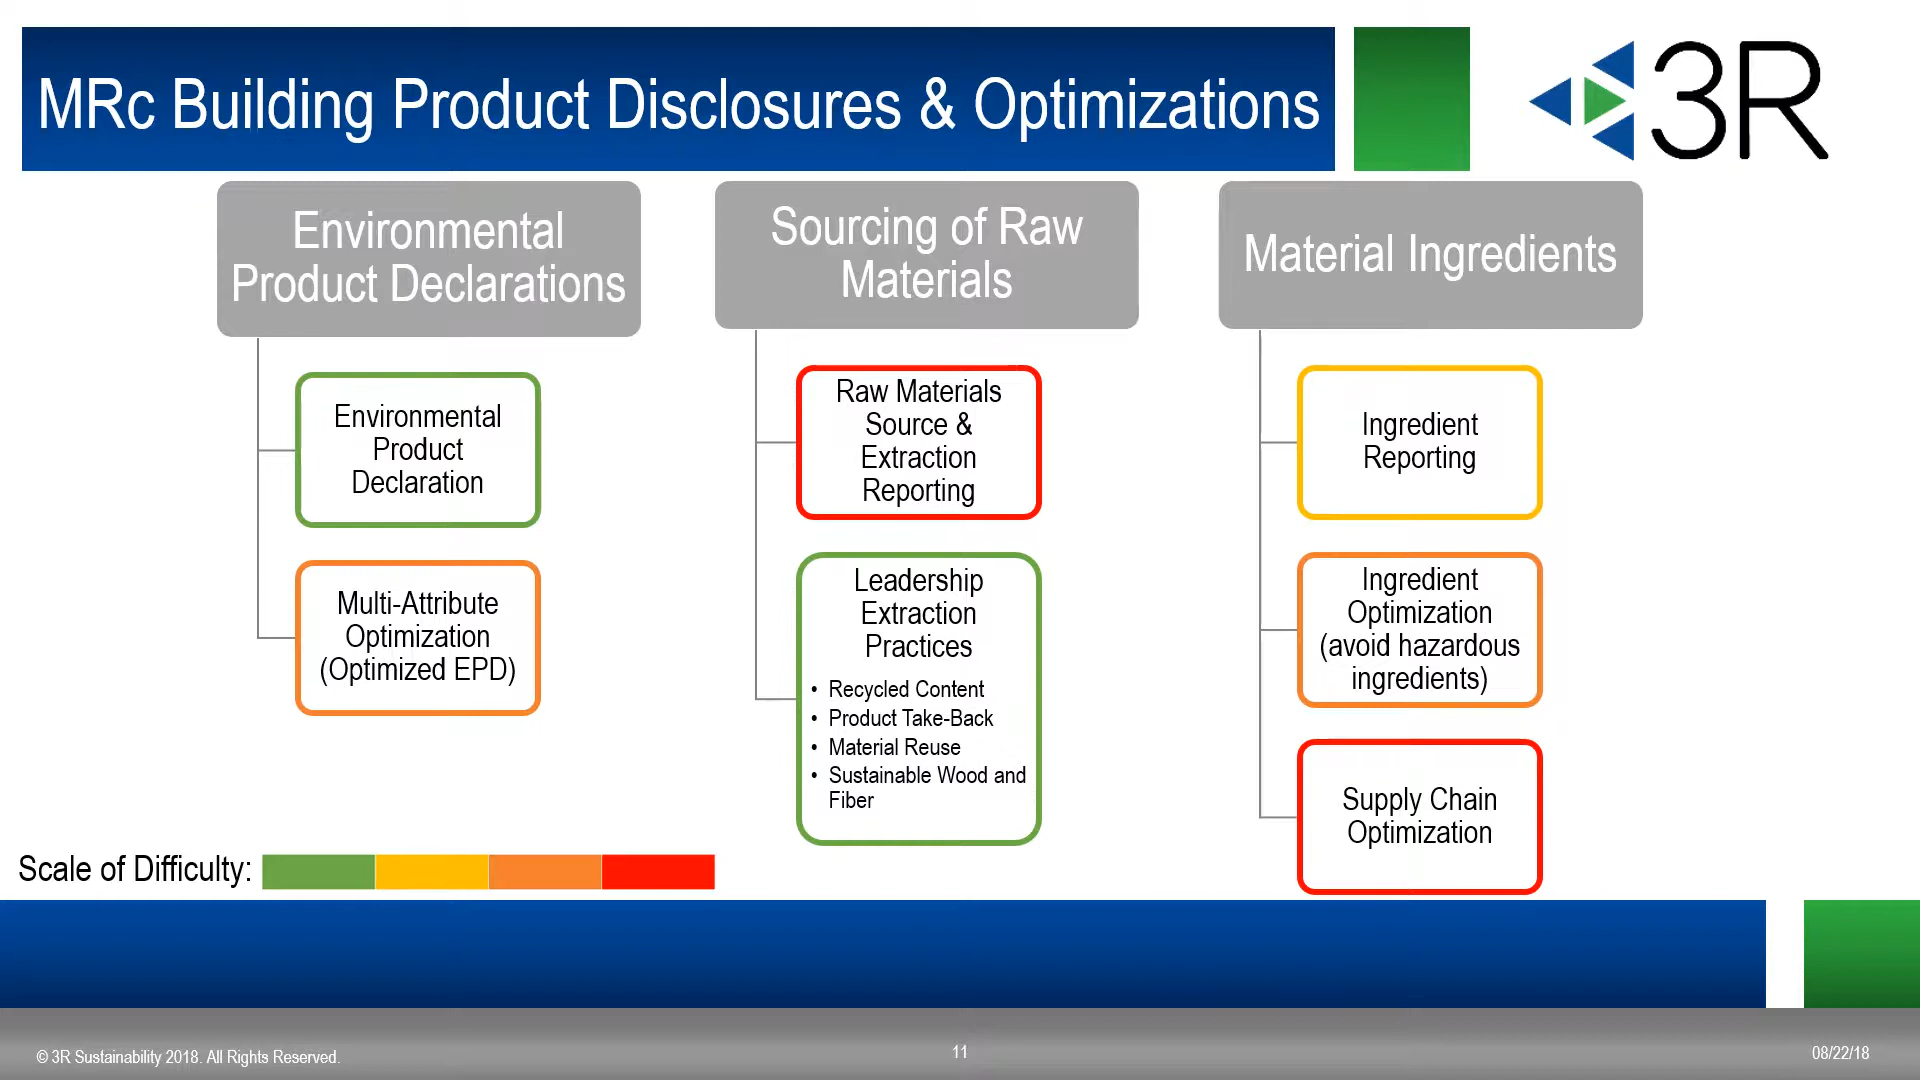 MRc Building Product Disclosures & Optimizations
3R
Environmental
Product Declarations
Environmental
Product
Declaration
Multi-Attribute
Optimization
(Optimized EPD)
Sourcing of Raw
Materials
Raw Materials
Source &
Extraction
Reporting
Leadership
Extraction
Practices
• Recycled Content
• Product Take-Back
• Material Reuse
• Sustainable Wood and
Fiber
Material Ingredients
Ingredient
Reporting
Ingredient
Optimization
(avoid hazardous
ingredients)
Supply Chain
Optimization
Scale of Difficulty:
© 3R Sustainability 2018. All Rights Reserved.
11
08/22/18